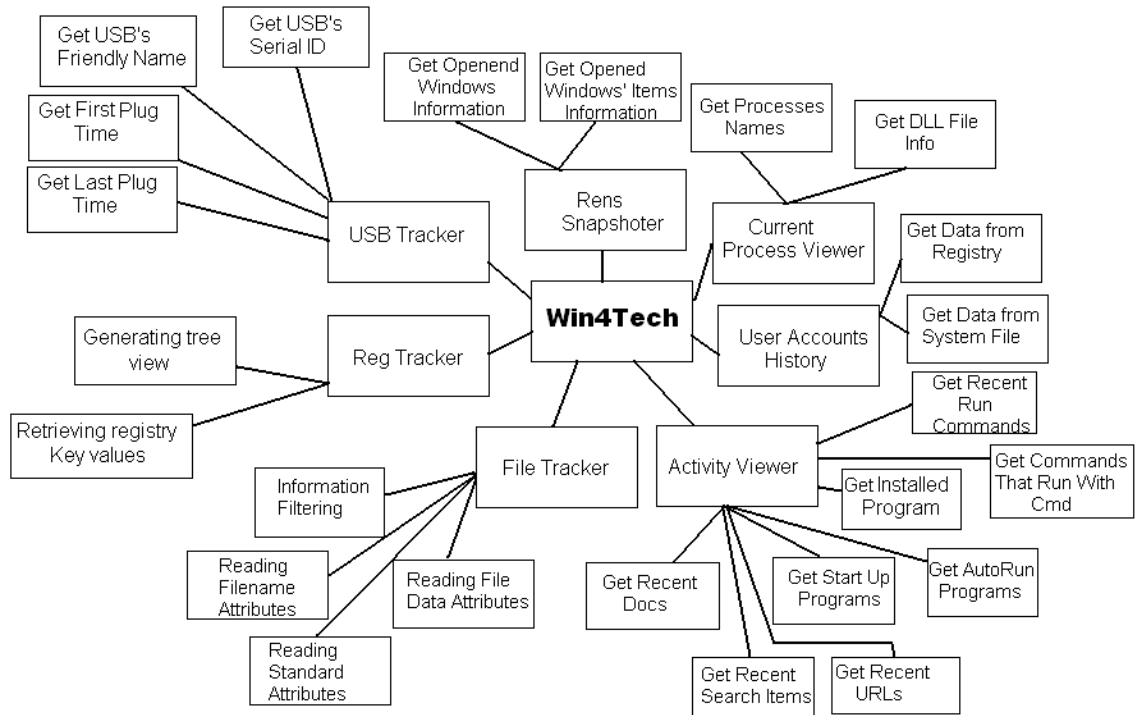 Get USB's
Friendly Name
Get USB's
Serial ID
Get Openend
Windows
Information
Get Opened
Windows' Items
Information
Get Processes
Names
Get DLL File
Info
Get First Plug
Time
Get Last Plug
Time
USB Tracker
Rens
Snapshoter
Current
Process Viewer
Get Data from
Registry
Win4Tech
Generating tree
view
Reg Tracker
User Accounts
History
Get Data from
System File
Retrieving registry
Key values
File Tracker
Activity Viewer
Get Recent
Run
Commands
Get Commands
That Run With
Cmd
Information
Filtering
Get Installed
Program
Reading
Filename
Attributes
Reading File
Data Attributes
Get Recent
Docs
Get Start Up
Programs
Get AutoRun
Programs
Reading
Standard
Attributes
Get Recent
Search Items
Get Recent
URLs